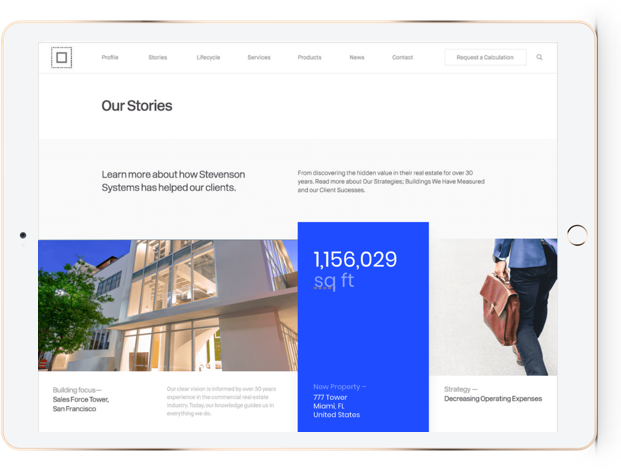 Profile Stories Lifecycle Services Products News Contact Request a Calculation
Our Stories
Learn more about how Stevenson
Systems has helped our clients.
From discovering the hidden value in their real estate for over 30
years. Read more about Our Strategies; Buildings We Have Measured
and our Client Sucesses.
1,156,029
sq ft
Building focus—
Sales Force Tower,
San Francisco
Our clear vision is informed by over 30 years
experience in the commercial real estate
industry. Today, our knowledge guides us in
everything we do.
New Property —
777 Tower
Miami, FL
United States
Strategy —
Decreasing Operating Expenses